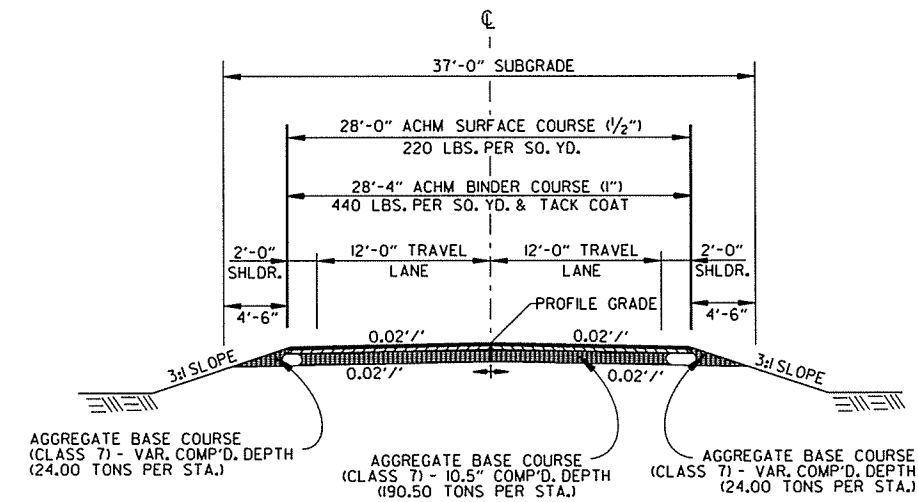 ℄
37'-0" SUBGRADE
28'-0" ACHM SURFACE COURSE (1/2")
220 LBS. PER SQ. YD.
28'-4" ACHM BINDER COURSE (1")
440 LBS. PER SQ. YD. & TACK COAT
2'-0" 12'-0" TRAVEL 12'-0" TRAVEL 2'-0"
SHLDR. LANE LANE SHLDR.
4'-6" 4'-6"
PROFILE GRADE
0.02'/' 0.02'/'
3:1 SLOPE 3:1 SLOPE
0.02'/' 0.02'/'
AGGREGATE BASE COURSE
(CLASS 7) - VAR. COMP'D. DEPTH
(24.00 TONS PER STA.)
AGGREGATE BASE COURSE
(CLASS 7) - 10.5" COMP'D. DEPTH
(190.50 TONS PER STA.)
AGGREGATE BASE COURSE
(CLASS 7) - VAR. COMP'D. DEPTH
(24.00 TONS PER STA.)